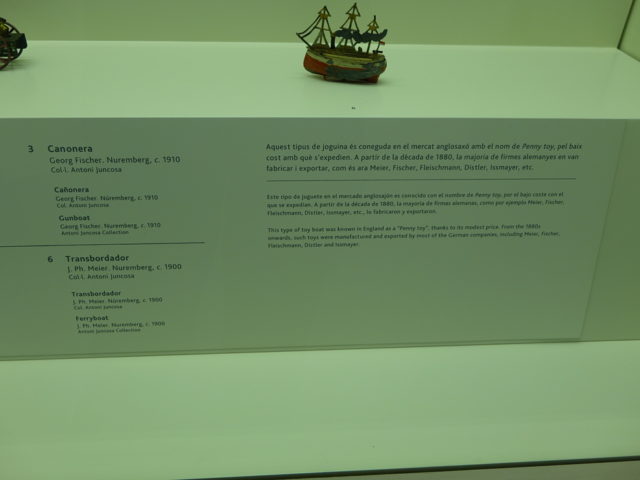 3 Canonera
Georg Fischer. Nuremberg, c. 1910
Col·l. Antoni Juncosa
Cañonera
Georg Fischer. Núremberg, c. 1910
Col. Antoni Juncosa
Gunboat
Georg Fischer. Nuremberg, c. 1910
Antoni Juncosa Collection
6 Transbordador
J. Ph. Meier. Nuremberg, c. 1900
Col·l. Antoni Juncosa
Transbordador
J. Ph. Meier. Núremberg, c. 1900
Col. Antoni Juncosa
Ferryboat
J. Ph. Meier. Nuremberg, c. 1900
Antoni Juncosa Collection
Aquest tipus de joguina és coneguda en el mercat anglosaxó amb el nom de Penny toy, pel baix
cost amb què s'expedien. A partir de la dècada de 1880, la majoria de firmes alemanyes en van
fabricar i exportar, com és ara Meier, Fischer, Fleischmann, Distler, Issmayer, etc.
Este tipo de juguete en el mercado anglosajón es conocido con el nombre de Penny toy, por el bajo coste con el
que se expedían. A partir de la década de 1880, la mayoría de firmas alemanas, como por ejemplo Meier, Fischer,
Fleischmann, Distler, Issmayer, etc., lo fabricaron y exportaron.
This type of toy boat was known in England as a "Penny toy", thanks to its modest price. From the 1880s
onwards, such toys were manufactured and exported by most of the German companies, including Meier, Fischer,
Fleischmann, Distler and Issmayer.